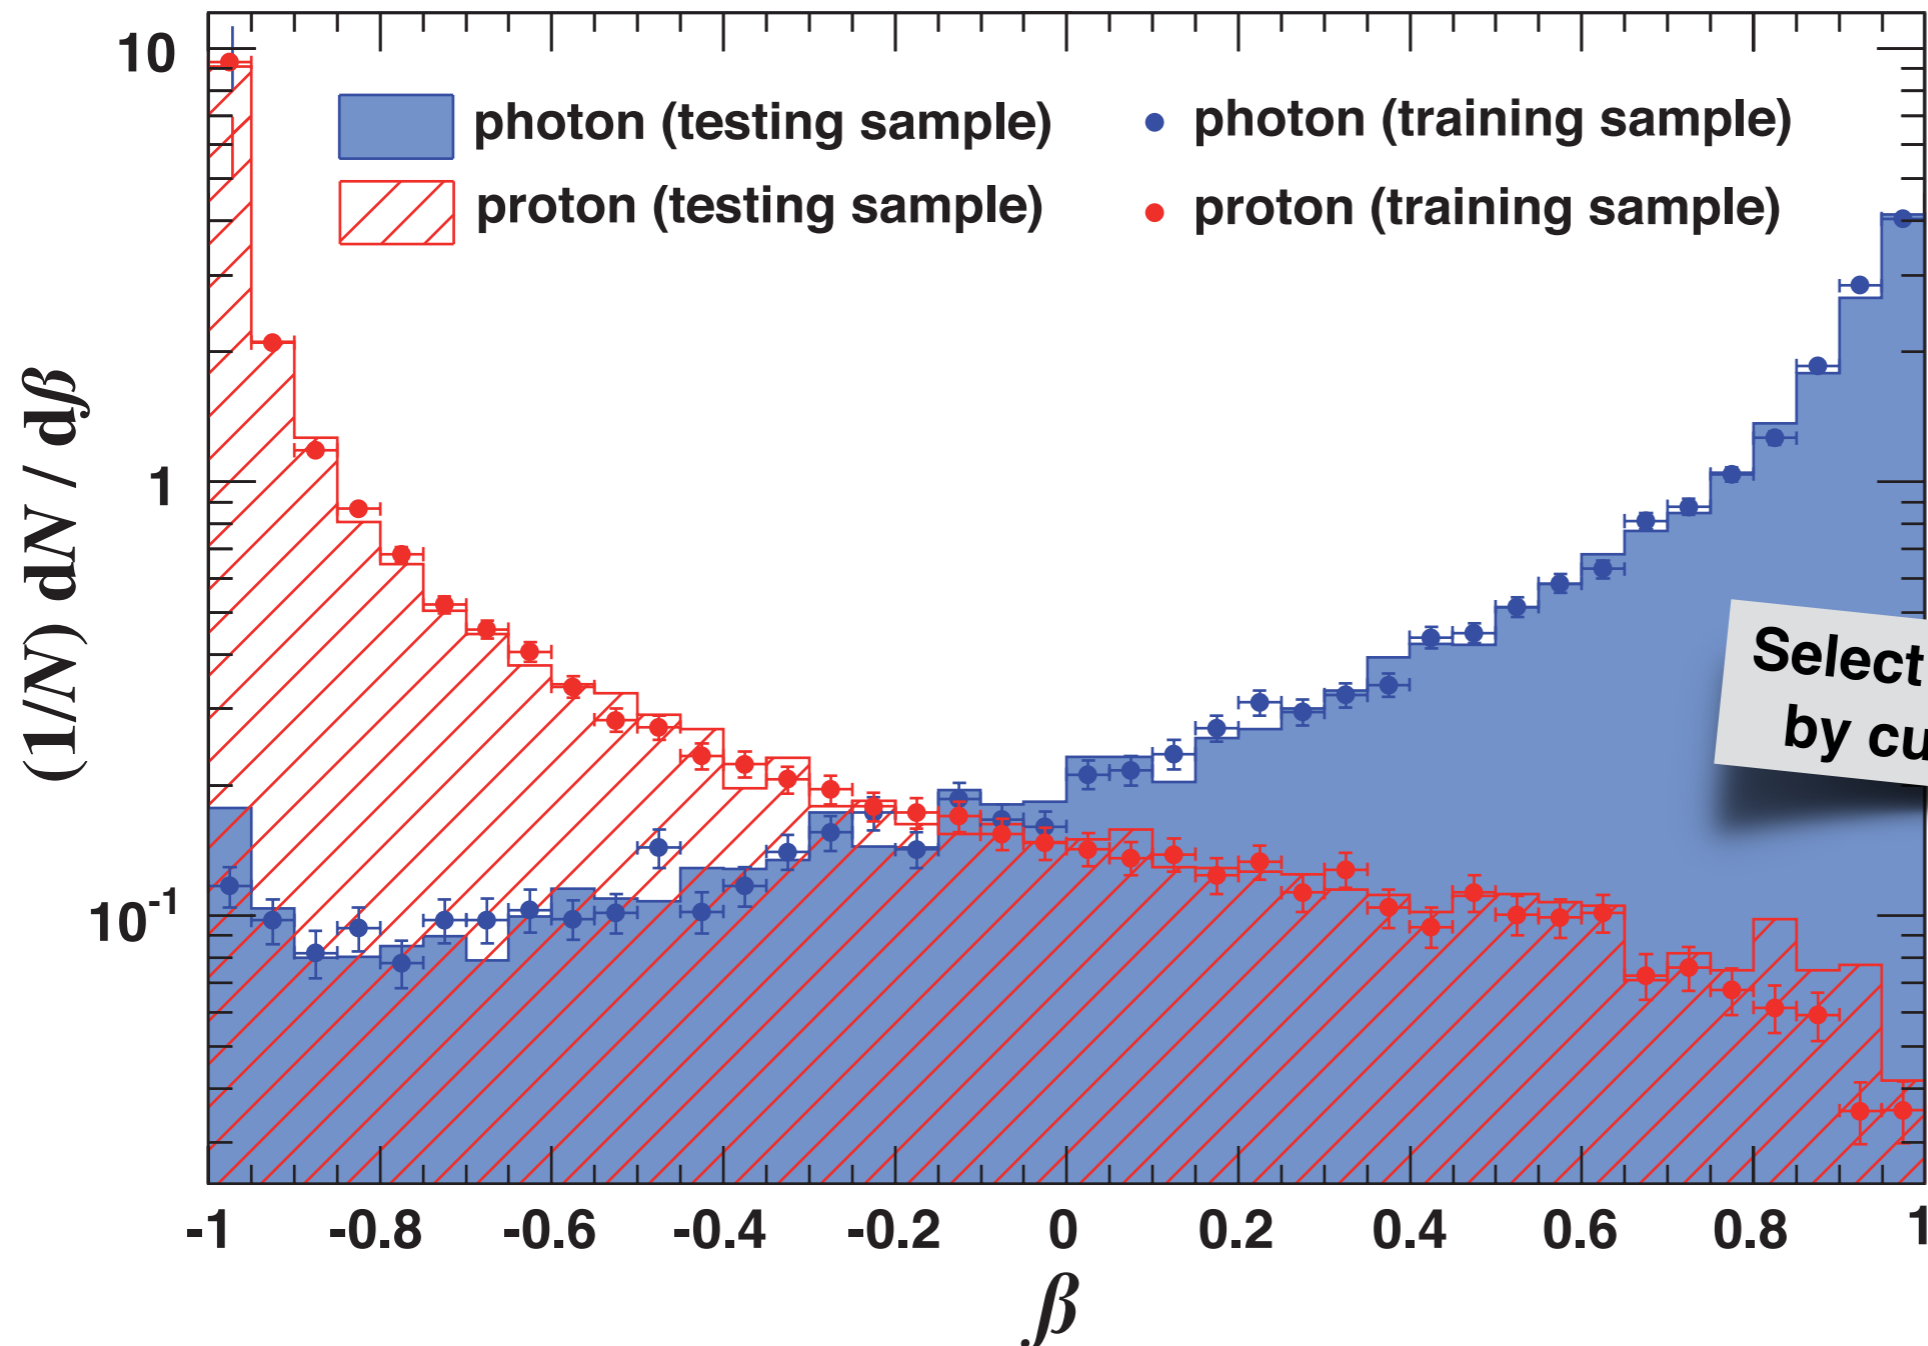 10
1
10⁻¹
(1/N) dN / dβ
photon (testing sample)
photon (training sample)
proton (testing sample)
proton (training sample)
Select
by cu
-1 -0.8 -0.6 -0.4 -0.2 0 0.2 0.4 0.6 0.8 1
β